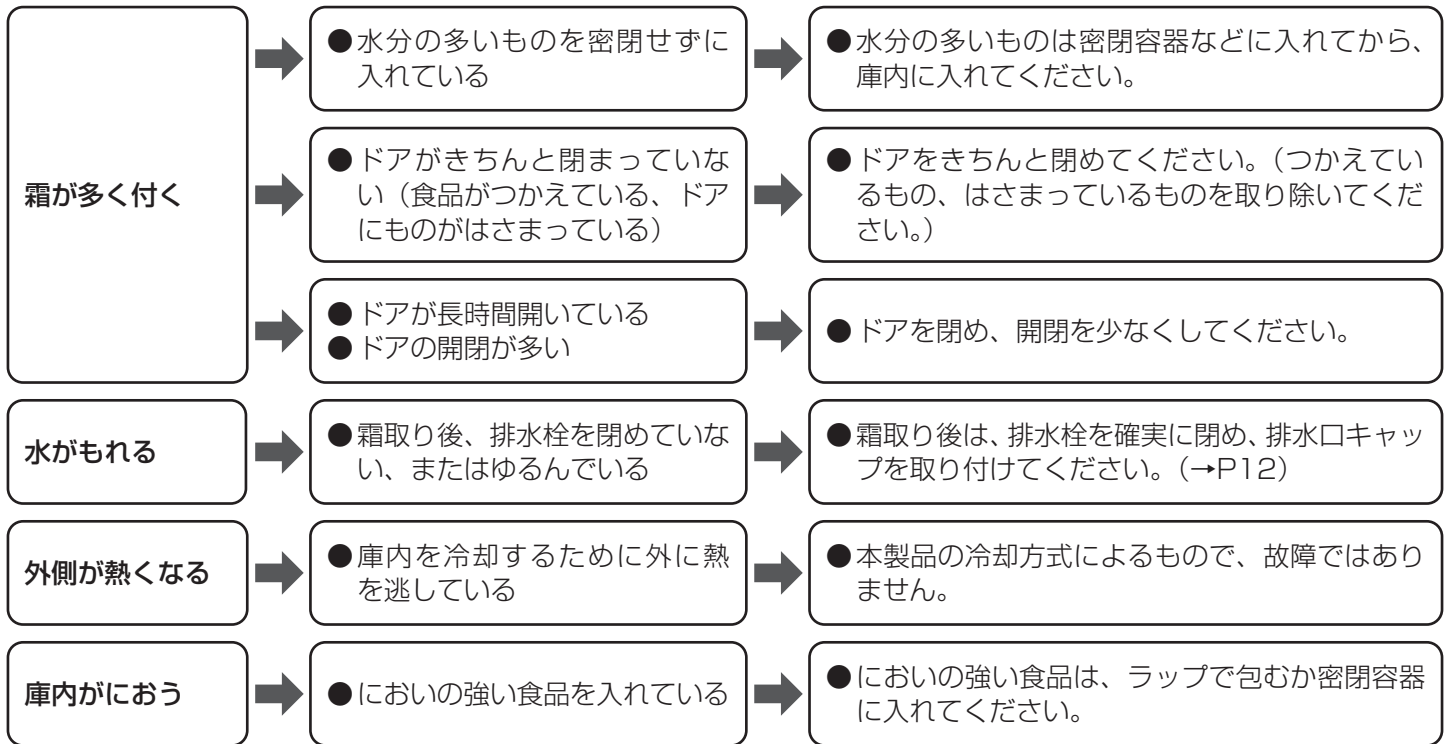 霜が多く付く
●水分の多いものを密閉せずに
入れている
●水分の多いものは密閉容器などに入れてから、
庫内に入れてください。
●ドアがきちんと閉まっていな
い（食品がつかえている、ドア
にものがはさまっている）
●ドアをきちんと閉めてください。（つかえてい
るもの、はさまっているものを取り除いてくだ
さい。）
●ドアが長時間開いている
●ドアの開閉が多い
●ドアを閉め、開閉を少なくしてください。
水がもれる
●霜取り後、排水栓を閉めていな
い、またはゆるんでいる
●霜取り後は、排水栓を確実に閉め、排水口キャッ
プを取り付けてください。（→P12）
外側が熱くなる
●庫内を冷却するために外に熱
を逃している
●本製品の冷却方式によるもので、故障ではあり
ません。
庫内がにおう
●においの強い食品を入れている
●においの強い食品は、ラップで包むか密閉容器
に入れてください。